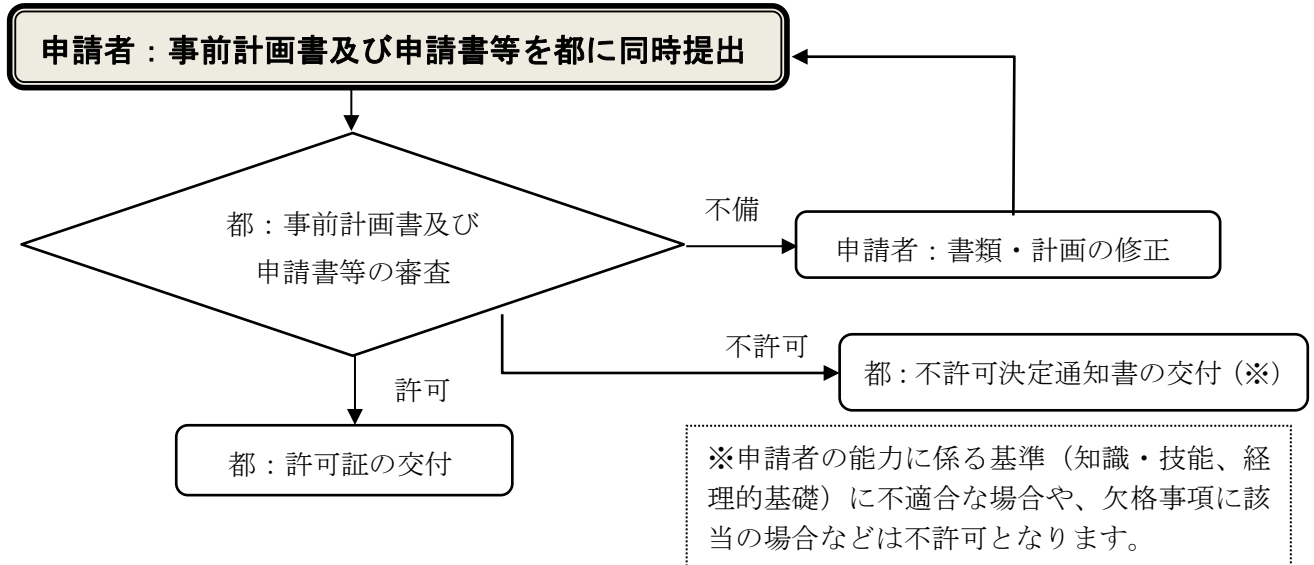 申請者：事前計画書及び申請書等を都に同時提出
都：事前計画書及び
申請書等の審査
不備
申請者：書類・計画の修正
不許可
都：不許可決定通知書の交付（※）
許可
都：許可証の交付
※申請者の能力に係る基準（知識・技能、経
理的基礎）に不適合な場合や、欠格事項に該
当の場合などは不許可となります。